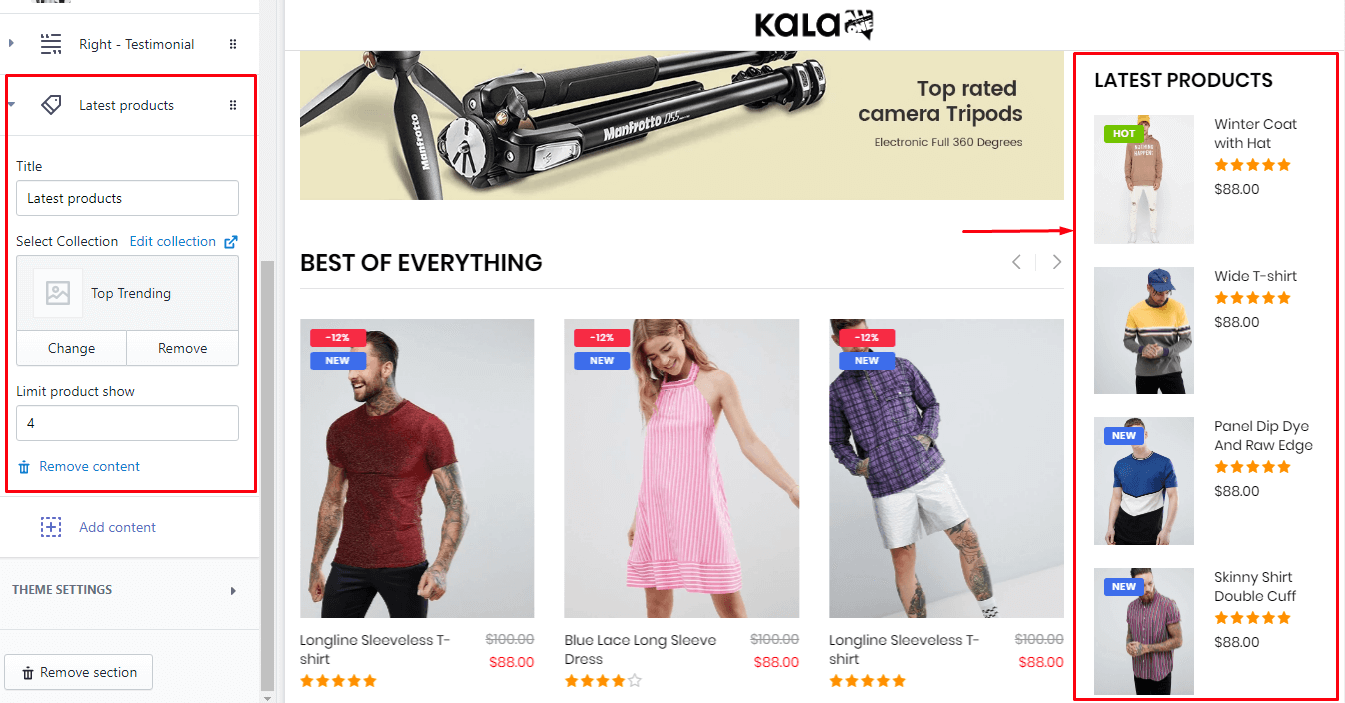 Right - Testimonial
Latest products
Title
Latest products
Select Collection Edit collection
Top Trending
Change Remove
Limit product show
4
Remove content
Add content
THEME SETTINGS
Remove section
KALA ONE
Manfrotto
Manfrotto 055
Top rated
camera Tripods
Electronic Full 360 Degrees
BEST OF EVERYTHING
-12%
NEW
-12%
NEW
-12%
NEW
Longline Sleeveless T-
shirt
$100.00
$88.00
Blue Lace Long Sleeve
Dress
$100.00
$88.00
Longline Sleeveless T-
shirt
$100.00
$88.00
LATEST PRODUCTS
HOT
NOTHING
HAPPENS
Winter Coat
with Hat
$88.00
Wide T-shirt
$88.00
NEW
Panel Dip Dye
And Raw Edge
$88.00
NEW
Skinny Shirt
Double Cuff
$88.00